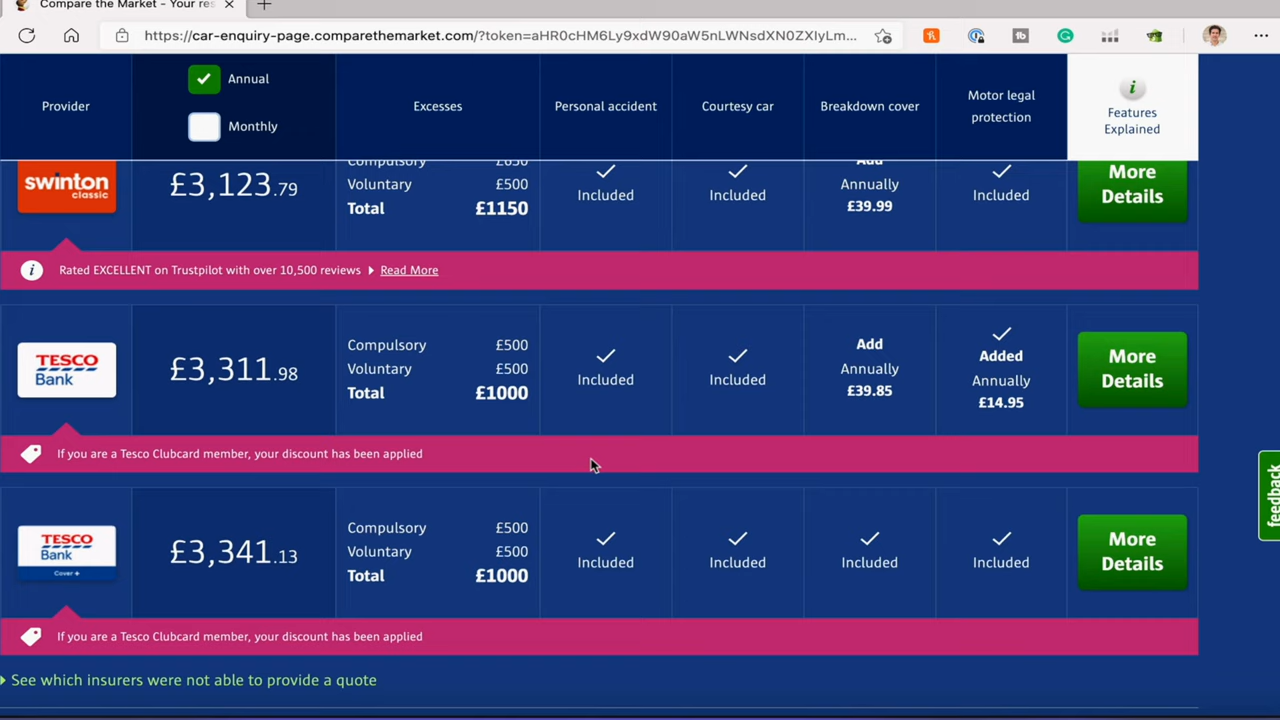 Compare the Market - Your res
https://car-enquiry-page.comparethemarket.com/?token=aHR0cHM6Ly9xdW90aW5nLWNsdXN0ZXIyLm...
Provider
Annual
Monthly
Excesses
Personal accident
Courtesy car
Breakdown cover
Motor legal
protection
Features
Explained
swinton
classic
£3,123.79
Compulsory £650
Voluntary £500
Total £1150
Included
Included
Add
Annually
£39.99
Included
More
Details
Rated EXCELLENT on Trustpilot with over 10,500 reviews Read More
TESCO
Bank
£3,311.98
Compulsory £500
Voluntary £500
Total £1000
Included
Included
Add
Annually
£39.85
Added
Annually
£14.95
More
Details
If you are a Tesco Clubcard member, your discount has been applied
TESCO
Bank
Cover +
£3,341.13
Compulsory £500
Voluntary £500
Total £1000
Included
Included
Included
Included
More
Details
If you are a Tesco Clubcard member, your discount has been applied
See which insurers were not able to provide a quote
feedback